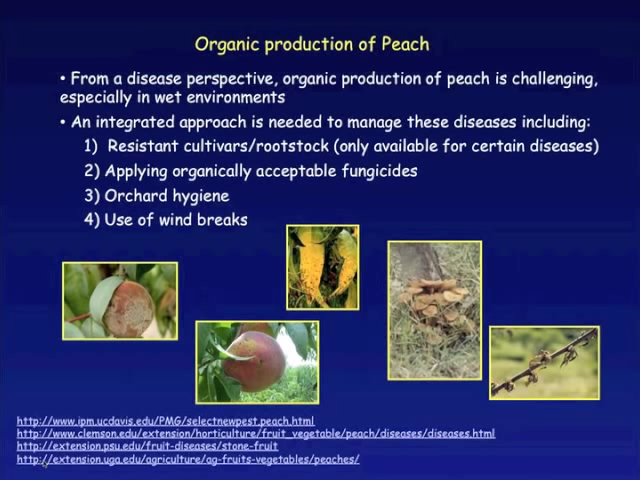 Organic production of Peach
• From a disease perspective, organic production of peach is challenging,
especially in wet environments
• An integrated approach is needed to manage these diseases including:
1) Resistant cultivars/rootstock (only available for certain diseases)
2) Applying organically acceptable fungicides
3) Orchard hygiene
4) Use of wind breaks
http://www.ipm.ucdavis.edu/PMG/selectnewpest.peach.html
http://www.clemson.edu/extension/horticulture/fruit_vegetable/peach/diseases/diseases.html
http://extension.psu.edu/fruit-diseases/stone-fruit
http://extension.uga.edu/agriculture/ag-fruits-vegetables/peaches/